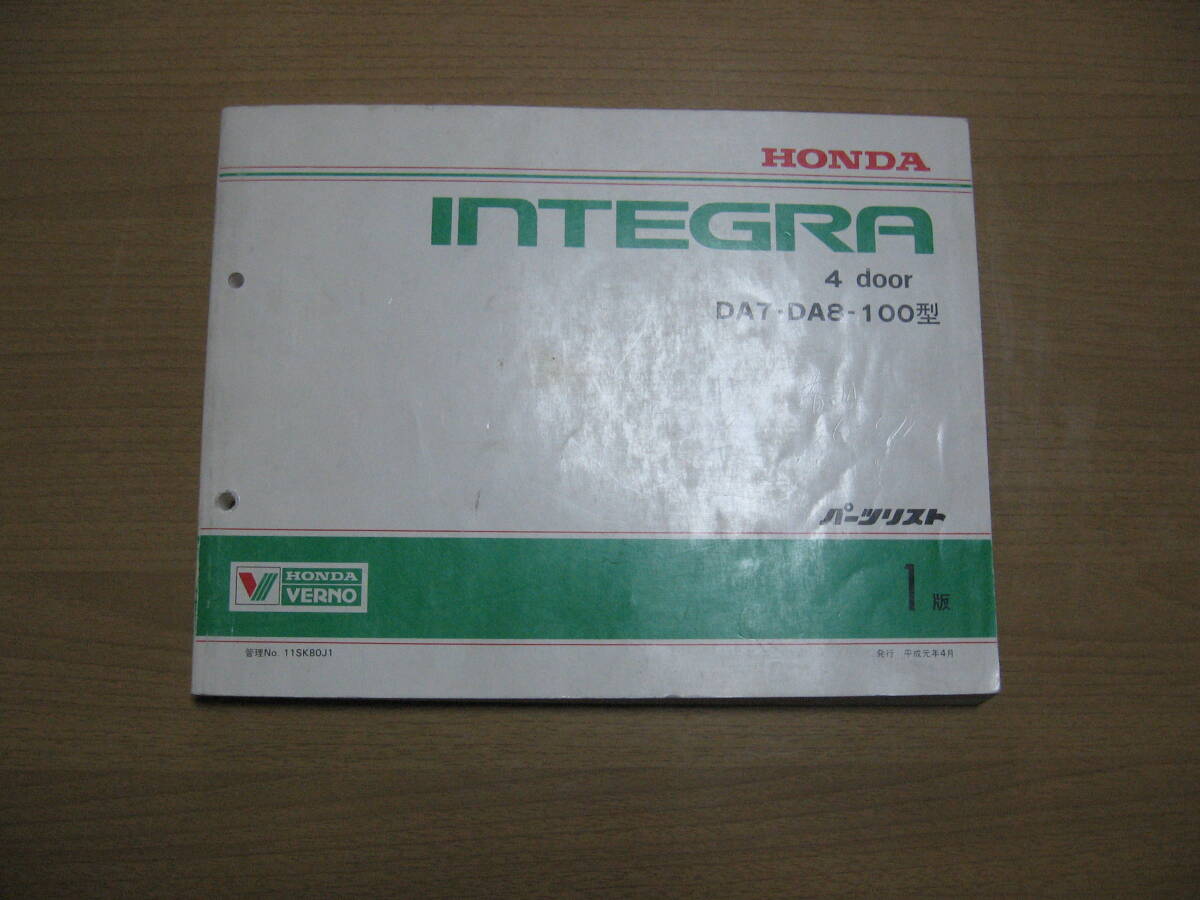 HONDA
INTEGRA
4 door
DA7・DA8-100型
パーツリスト
HONDA
VERNO
1版
管理No. 11SK80J1
発行 平成元年4月